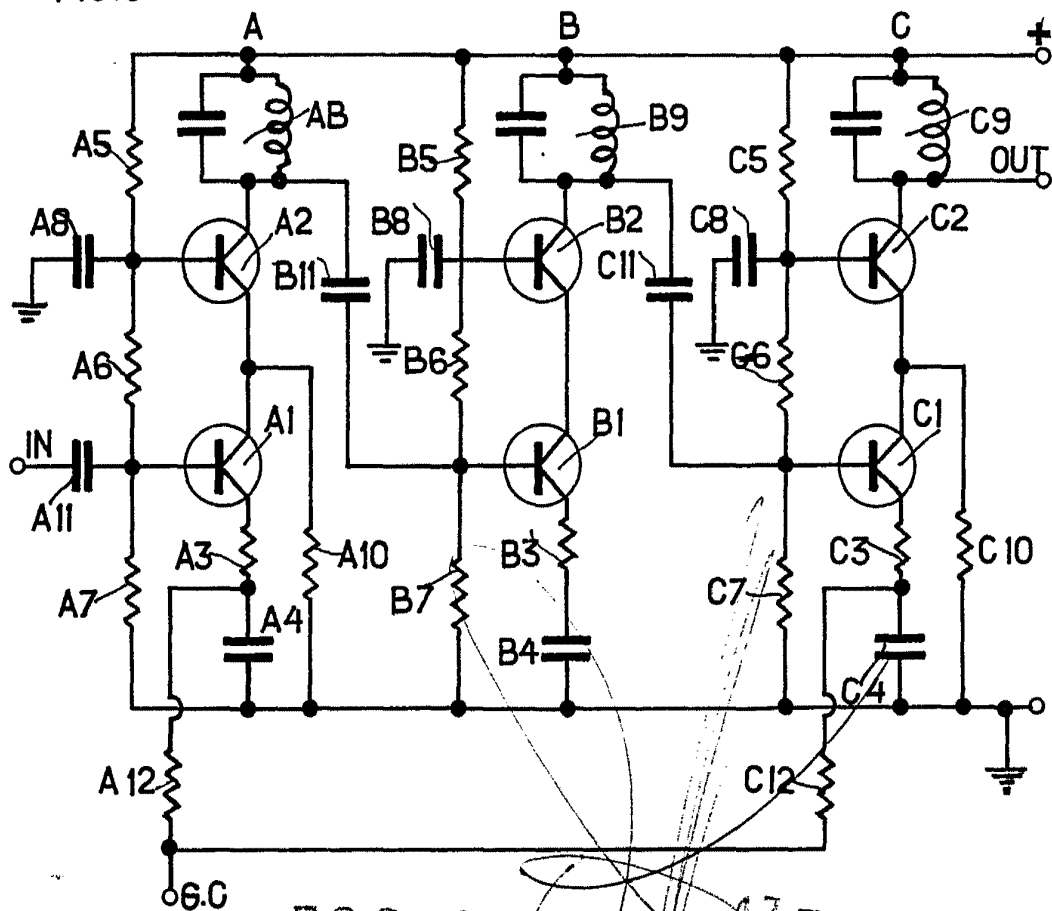 A B C +
A5 AB B5 B9 C5 C9
OUT
A8 A2 B8 B2 C8 C2
B11 C11
A6 B6 C6
IN A1 B1 C1
A11
A3 A10 B3 C3 C10
A7 A4 B7 C7
B4 C4
A12 C12
G.C